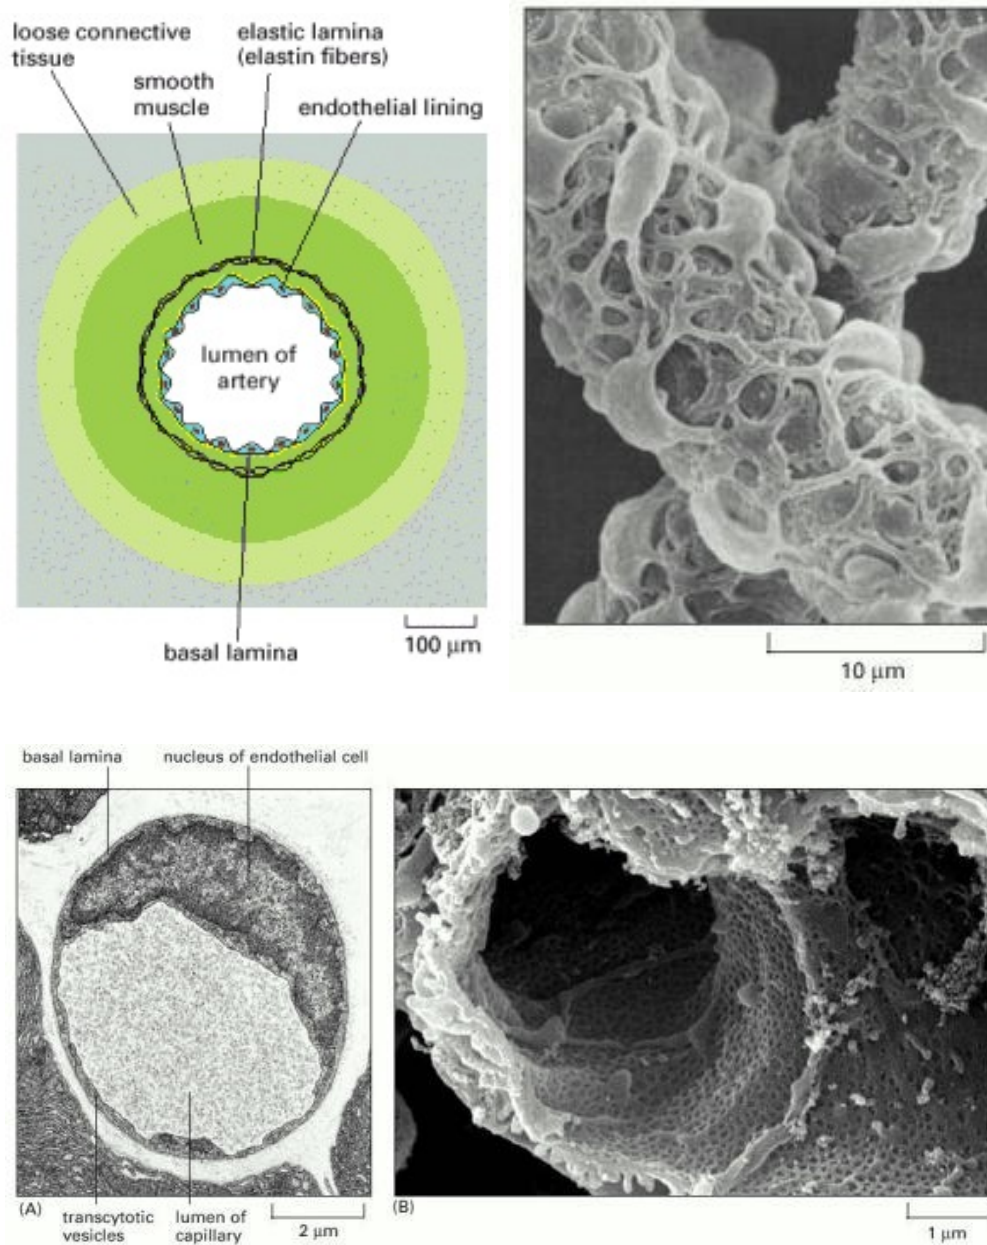 loose connective
tissue
smooth
muscle
elastic lamina
(elastin fibers)
endothelial lining
lumen of
artery
basal lamina
100 μm
10 μm
basal lamina
nucleus of endothelial cell
(A)
transcytotic
vesicles
lumen of
capillary
2 μm
(B)
1 μm